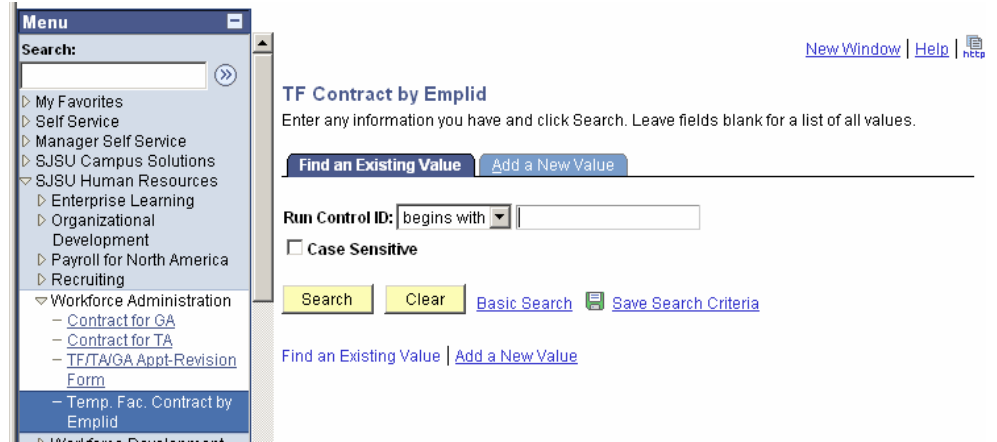 Menu
Search:
My Favorites
Self Service
Manager Self Service
SJSU Campus Solutions
SJSU Human Resources
Enterprise Learning
Organizational
Development
Payroll for North America
Recruiting
Workforce Administration
– Contract for GA
– Contract for TA
– TF/TA/GA Appt-Revision
Form
– Temp. Fac. Contract by
Emplid
Workforce Development
New Window | Help | http
TF Contract by Emplid
Enter any information you have and click Search. Leave fields blank for a list of all values.
Find an Existing Value Add a New Value
Run Control ID: begins with
Case Sensitive
Search Clear Basic Search Save Search Criteria
Find an Existing Value | Add a New Value